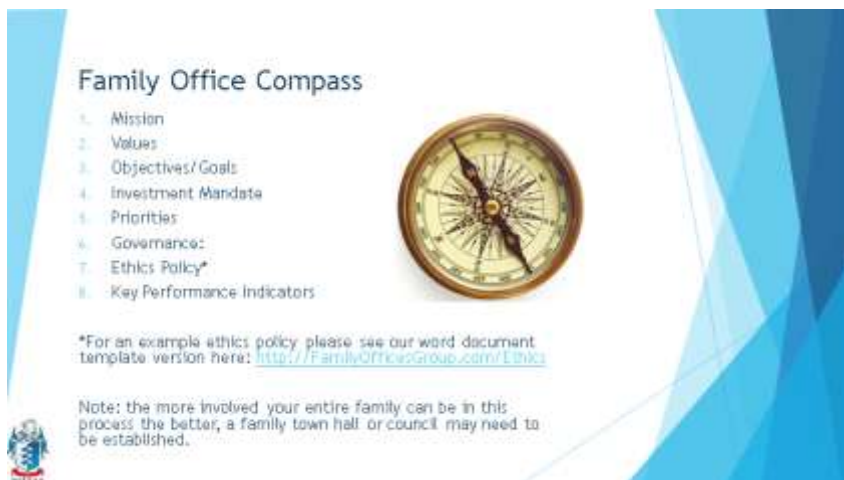 Family Office Compass
1. Mission
2. Values
3. Objectives/Goals
4. Investment Mandate
5. Priorities
6. Governance:
7. Ethics Policy*
8. Key Performance Indicators
*For an example ethics policy please see our word document
template version here: http://FamilyOfficesGroup.com/Ethics
Note: the more involved your entire family can be in this
process the better, a family town hall or council may need to
be established.